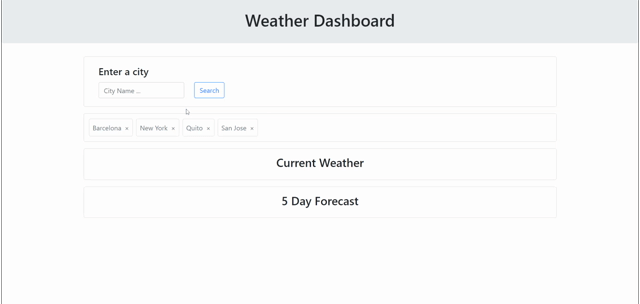 Weather Dashboard
Enter a city
City Name ... Search
Barcelona × New York × Quito × San Jose ×
Current Weather
5 Day Forecast